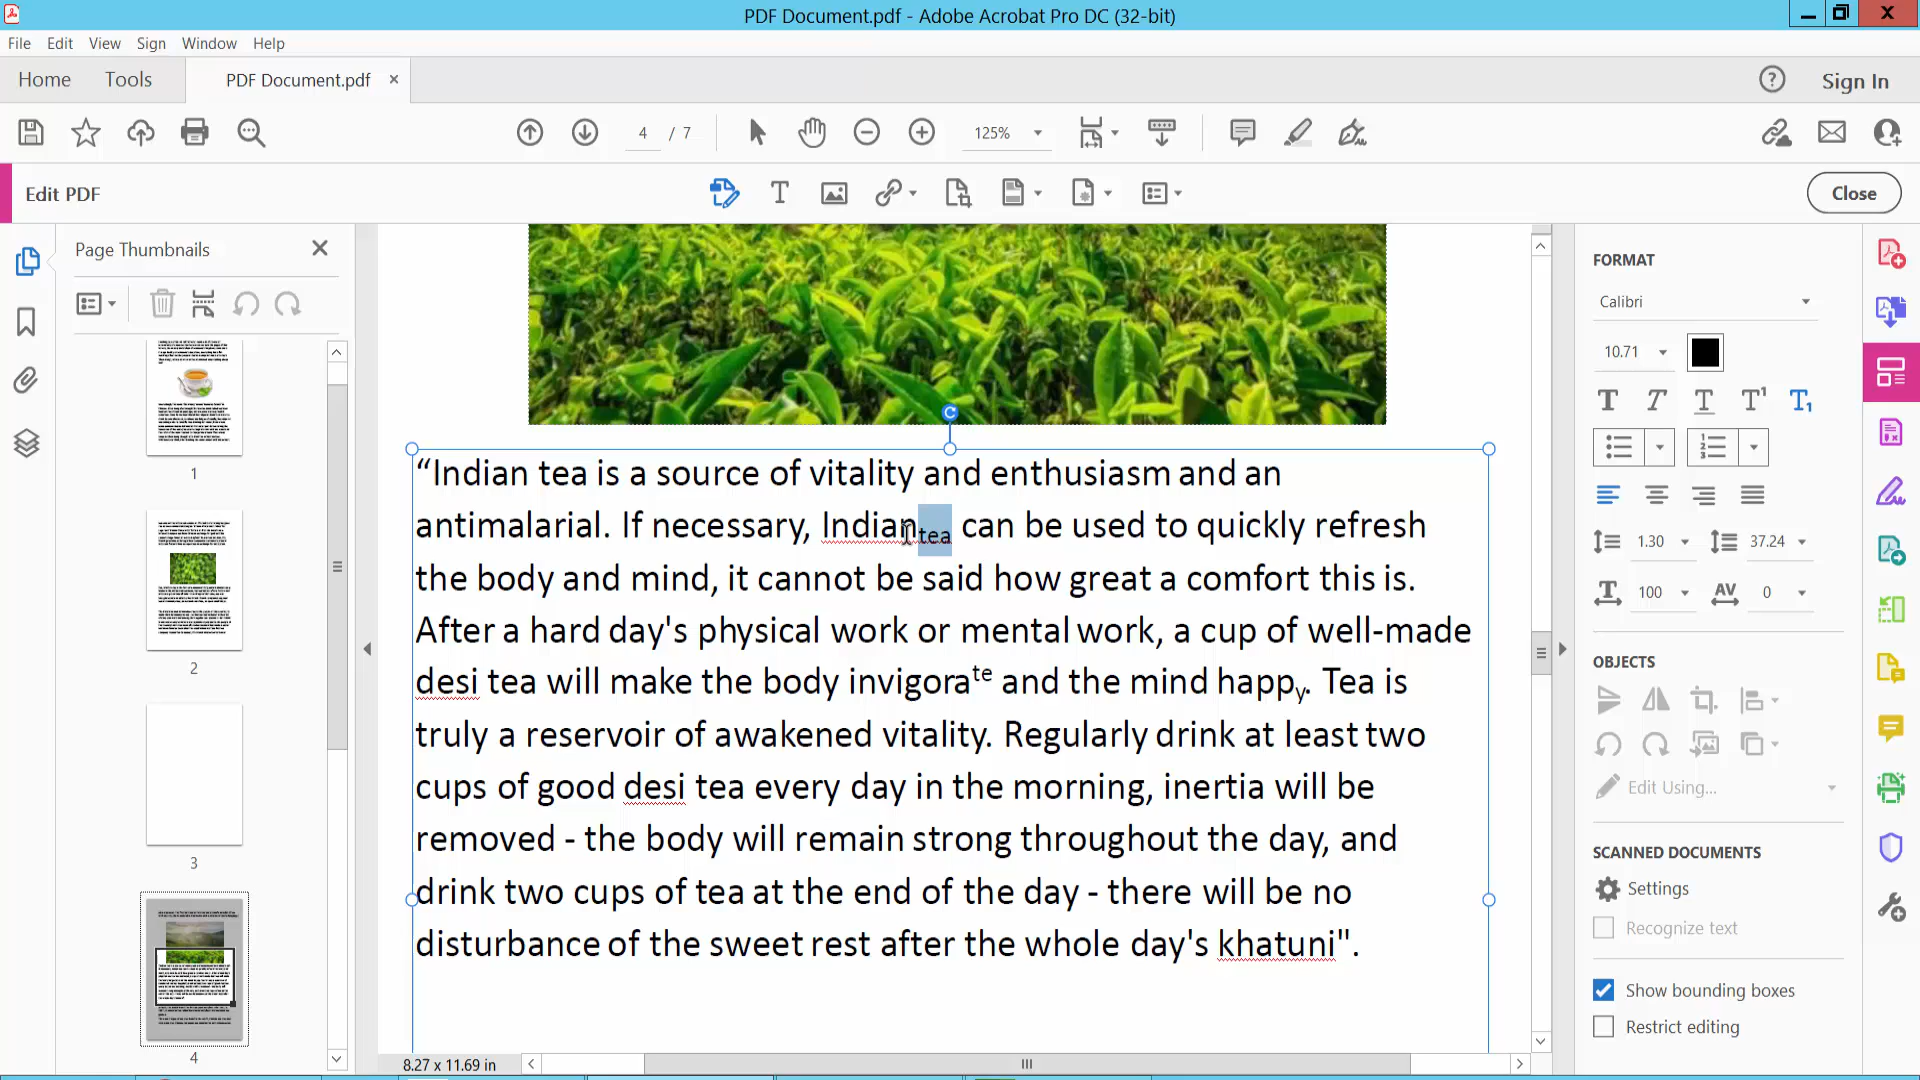 PDF Document.pdf - Adobe Acrobat Pro DC (32-bit)
File Edit View Sign Window Help
Home Tools PDF Document.pdf × Sign In
4 / 7 125%
Edit PDF Close
Page Thumbnails
1
2
3
4
“Indian tea is a source of vitality and enthusiasm and an
antimalarial. If necessary, Indian tea can be used to quickly refresh
the body and mind, it cannot be said how great a comfort this is.
After a hard day's physical work or mental work, a cup of well-made
desi tea will make the body invigorate and the mind happy. Tea is
truly a reservoir of awakened vitality. Regularly drink at least two
cups of good desi tea every day in the morning, inertia will be
removed - the body will remain strong throughout the day, and
drink two cups of tea at the end of the day - there will be no
disturbance of the sweet rest after the whole day's khatuni".
8.27 x 11.69 in
FORMAT
Calibri
10.71
1.30 37.24
100 0
OBJECTS
Edit Using...
SCANNED DOCUMENTS
Settings
Recognize text
Show bounding boxes
Restrict editing